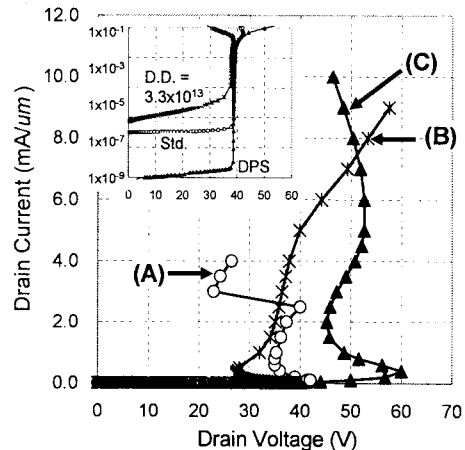 1x10-1
1x10-3
1x10-5
1x10-7
1x10-9
D.D. =
3.3x10¹³
Std.
DPS
0 10 20 30 40 50 60
12.0
10.0
8.0
6.0
4.0
2.0
0.0
Drain Current (mA/um)
(A)
(B)
(C)
0 10 20 30 40 50 60 70
Drain Voltage (V)